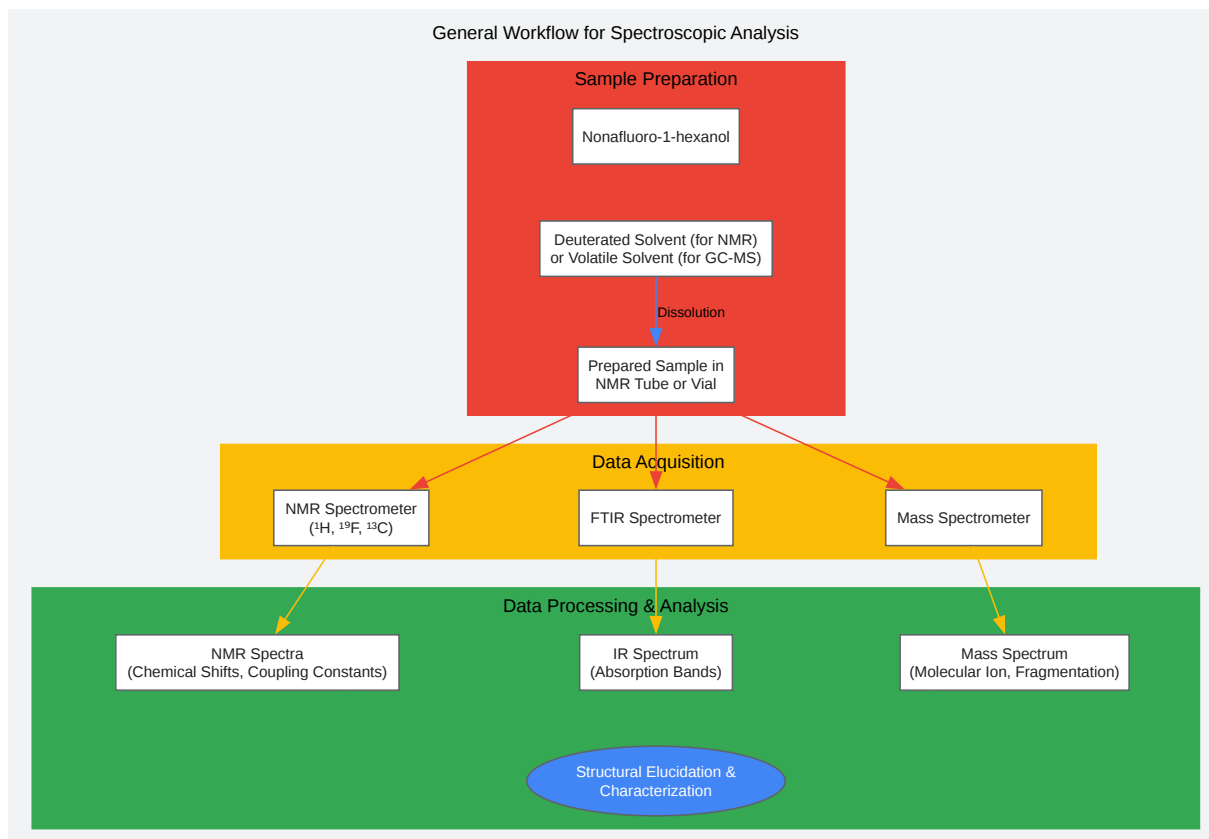 General Workflow for Spectroscopic Analysis
Sample Preparation
Nonafluoro-1-hexanol
Deuterated Solvent (for NMR)
or Volatile Solvent (for GC-MS)
Dissolution
Prepared Sample in
NMR Tube or Vial
Data Acquisition
NMR Spectrometer
(¹H, ¹⁹F, ¹³C)
FTIR Spectrometer
Mass Spectrometer
Data Processing & Analysis
NMR Spectra
(Chemical Shifts, Coupling Constants)
IR Spectrum
(Absorption Bands)
Mass Spectrum
(Molecular Ion, Fragmentation)
Structural Elucidation &
Characterization